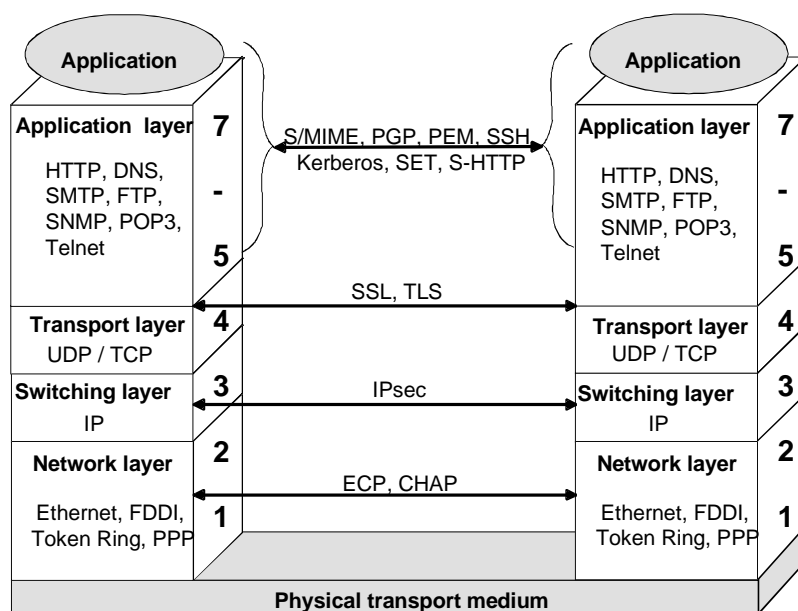 Application
Application layer 7
HTTP, DNS,
SMTP, FTP,
-
SNMP, POP3,
Telnet
5
Transport layer 4
UDP / TCP
Switching layer 3
IP
Network layer 2
Ethernet, FDDI,
Token Ring, PPP
1
S/MIME, PGP, PEM, SSH
Kerberos, SET, S-HTTP
SSL, TLS
IPsec
ECP, CHAP
Application
Application layer 7
HTTP, DNS,
SMTP, FTP,
-
SNMP, POP3,
Telnet
5
Transport layer 4
UDP / TCP
Switching layer 3
IP
Network layer 2
Ethernet, FDDI,
Token Ring, PPP
1
Physical transport medium